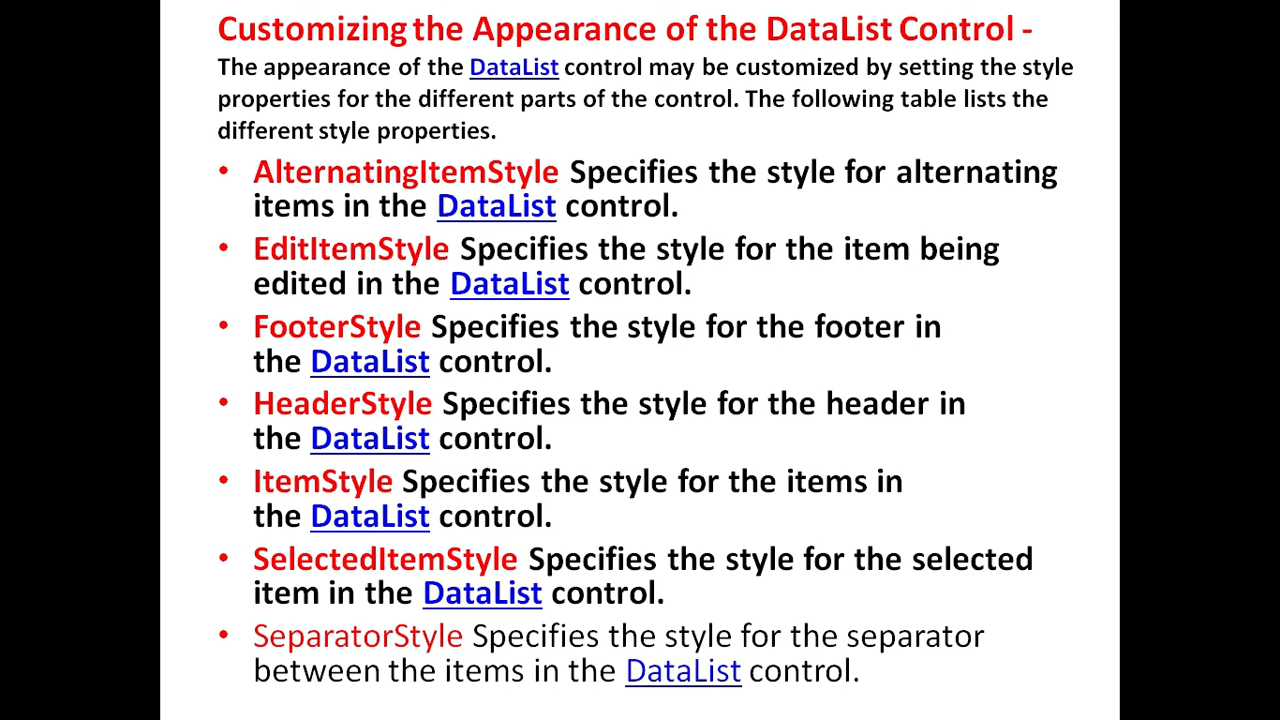 Customizing the Appearance of the DataList Control -
The appearance of the DataList control may be customized by setting the style
properties for the different parts of the control. The following table lists the
different style properties.
• AlternatingItemStyle Specifies the style for alternating
items in the DataList control.
• EditItemStyle Specifies the style for the item being
edited in the DataList control.
• FooterStyle Specifies the style for the footer in
the DataList control.
• HeaderStyle Specifies the style for the header in
the DataList control.
• ItemStyle Specifies the style for the items in
the DataList control.
• SelectedItemStyle Specifies the style for the selected
item in the DataList control.
• SeparatorStyle Specifies the style for the separator
between the items in the DataList control.